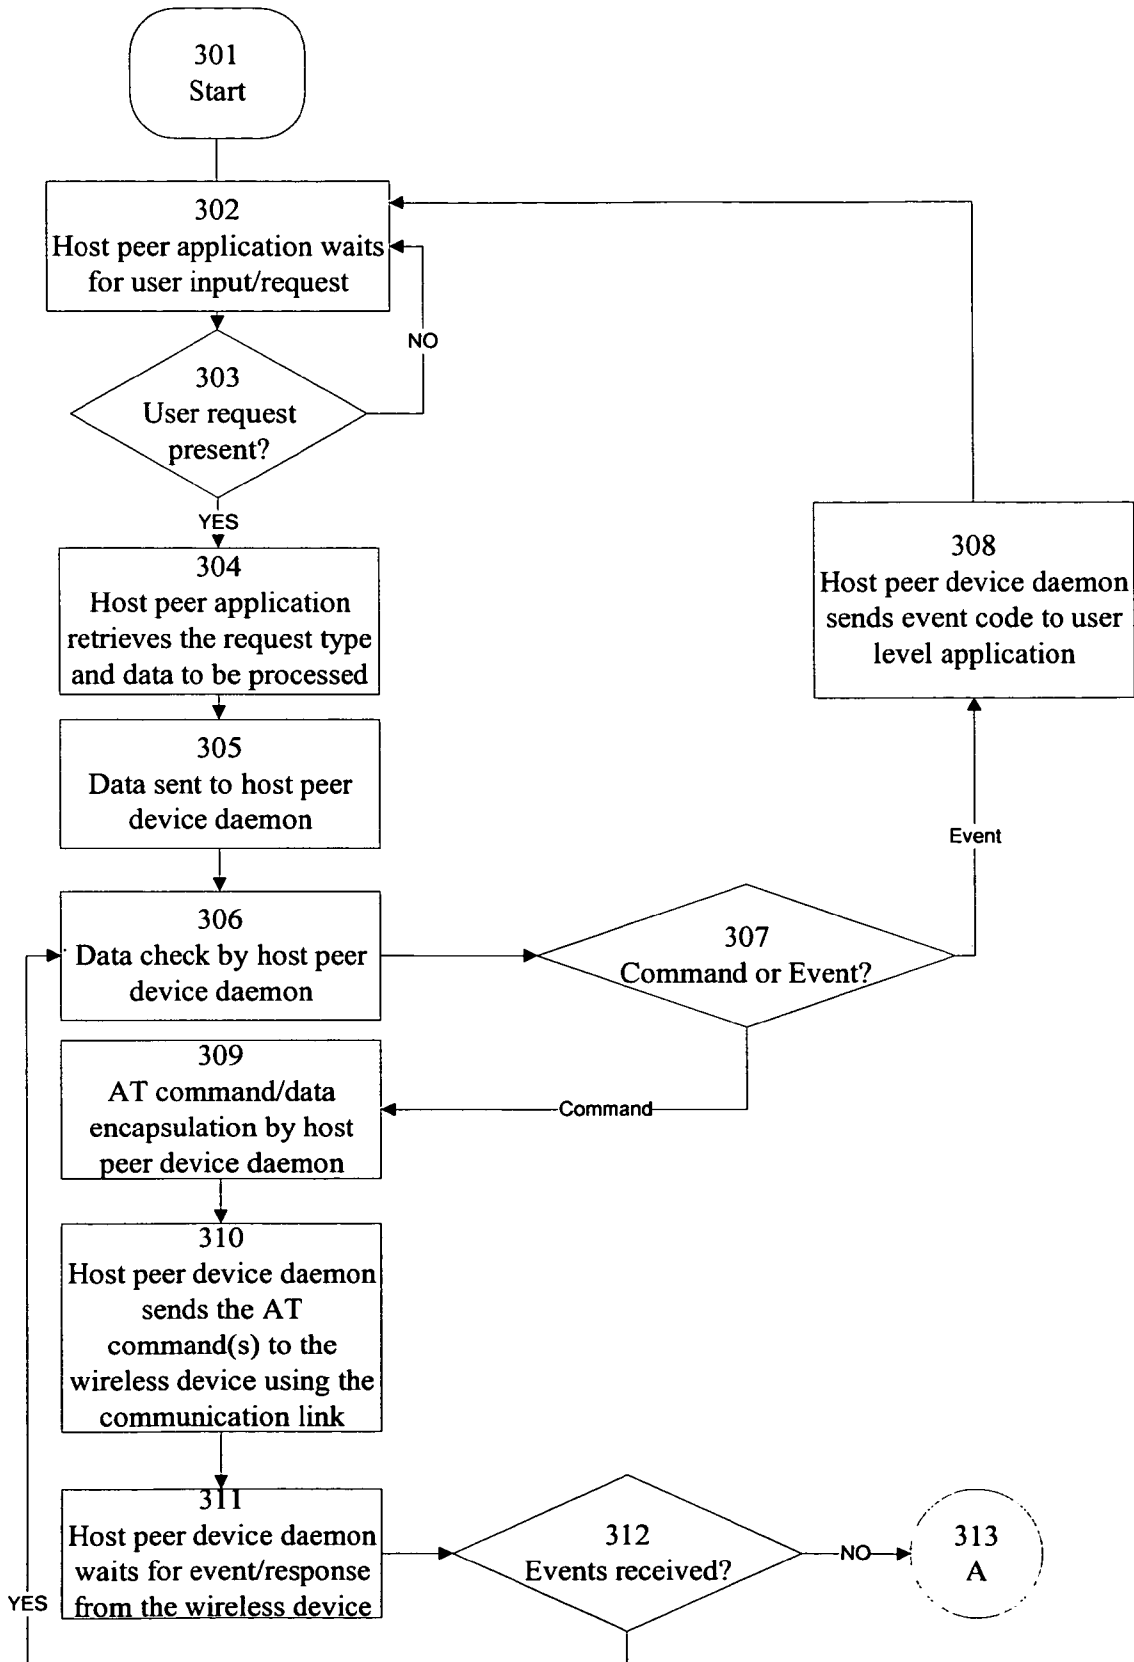 301
Start
302
Host peer application waits
for user input/request
NO
303
User request
present?
YES
304
Host peer application
retrieves the request type
and data to be processed
308
Host peer device daemon
sends event code to user
level application
305
Data sent to host peer
device daemon
Event
306
Data check by host peer
device daemon
307
Command or Event?
309
AT command/data
encapsulation by host
peer device daemon
Command
310
Host peer device daemon
sends the AT
command(s) to the
wireless device using the
communication link
311
Host peer device daemon
waits for event/response
from the wireless device
312
Events received?
NO
313
A
YES